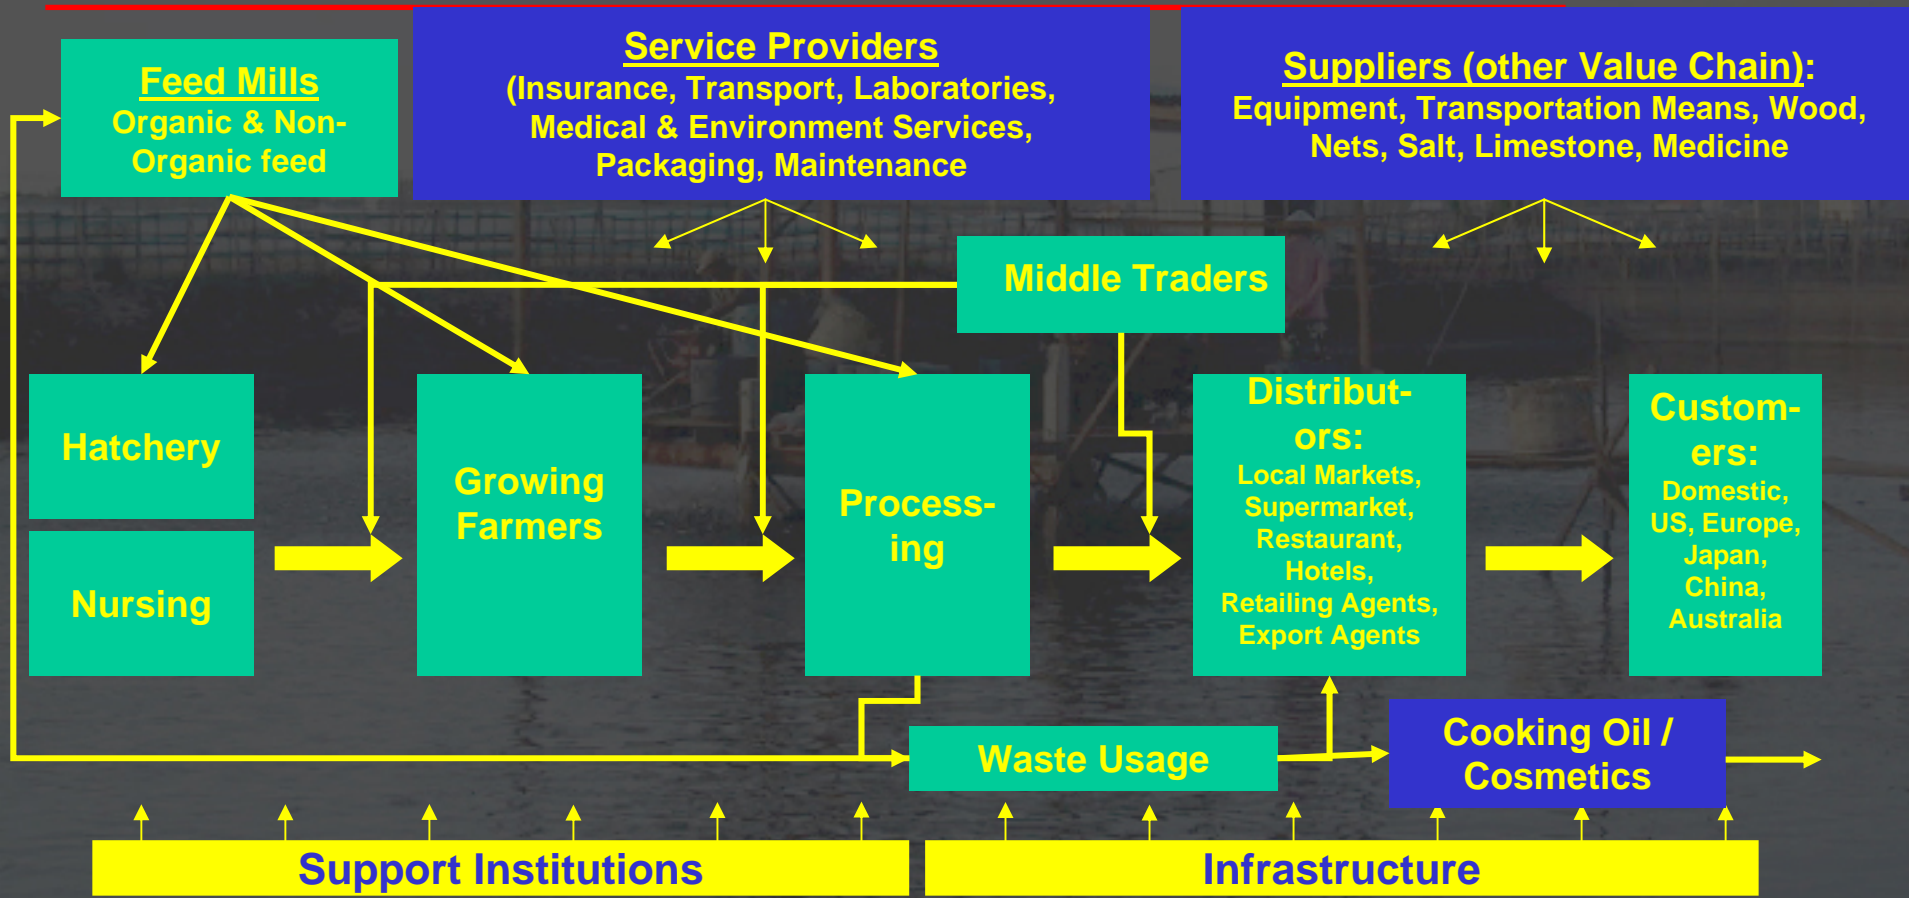 Feed Mills
Organic & Non-
Organic feed
Service Providers
(Insurance, Transport, Laboratories,
Medical & Environment Services,
Packaging, Maintenance
Suppliers (other Value Chain):
Equipment, Transportation Means, Wood,
Nets, Salt, Limestone, Medicine
Middle Traders
Hatchery
Nursing
Growing
Farmers
Process-
ing
Distribut-
ors:
Local Markets,
Supermarket,
Restaurant,
Hotels,
Retailing Agents,
Export Agents
Custom-
ers:
Domestic,
US, Europe,
Japan,
China,
Australia
Waste Usage
Cooking Oil /
Cosmetics
Support Institutions
Infrastructure